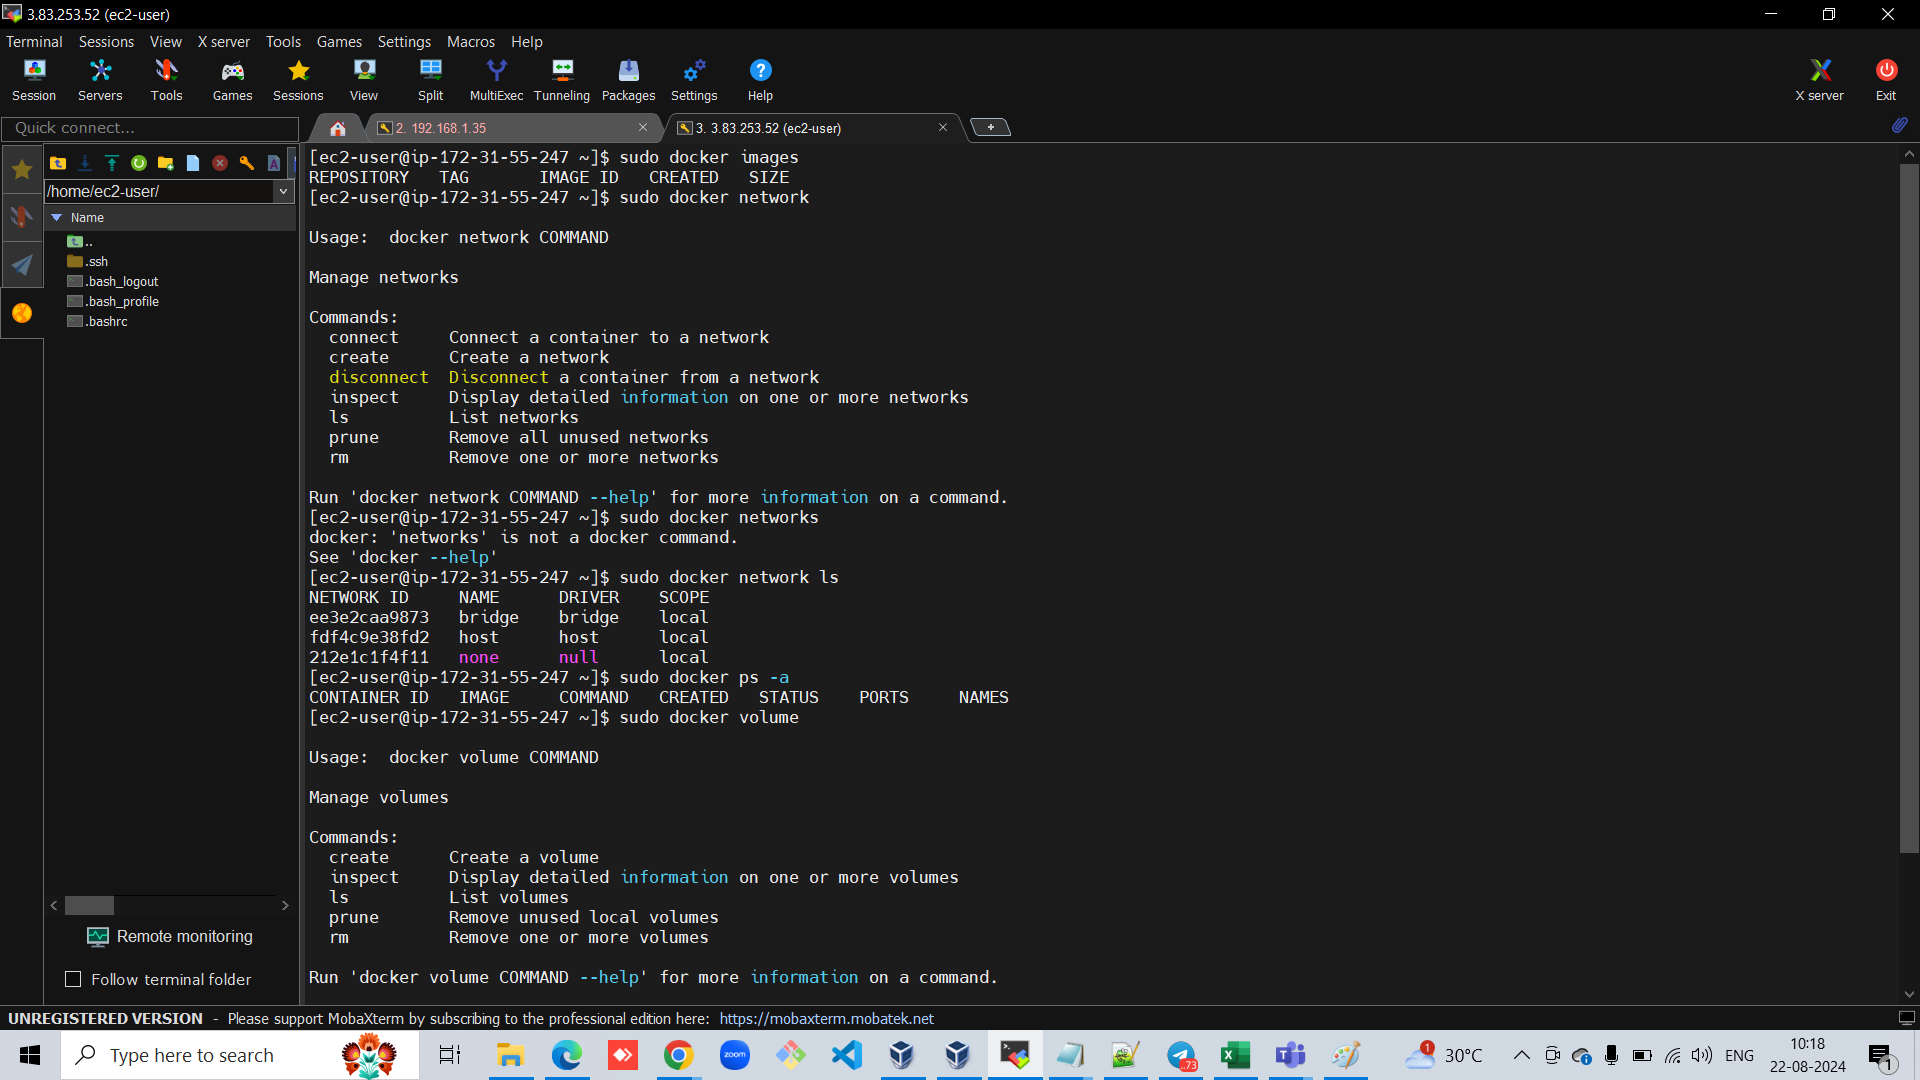 3.83.253.52 (ec2-user)
Terminal Sessions View X server Tools Games Settings Macros Help
Session Servers Tools Games Sessions View Split MultiExec Tunneling Packages Settings Help X server Exit
Quick connect...
2. 192.168.1.35
3. 3.83.253.52 (ec2-user)
/home/ec2-user/
Name
..
.ssh
.bash_logout
.bash_profile
.bashrc
Remote monitoring
Follow terminal folder
[ec2-user@ip-172-31-55-247 ~]$ sudo docker images
REPOSITORY TAG IMAGE ID CREATED SIZE
[ec2-user@ip-172-31-55-247 ~]$ sudo docker network
Usage: docker network COMMAND
Manage networks
Commands:
connect Connect a container to a network
create Create a network
disconnect Disconnect a container from a network
inspect Display detailed information on one or more networks
ls List networks
prune Remove all unused networks
rm Remove one or more networks
Run 'docker network COMMAND --help' for more information on a command.
[ec2-user@ip-172-31-55-247 ~]$ sudo docker networks
docker: 'networks' is not a docker command.
See 'docker --help'
[ec2-user@ip-172-31-55-247 ~]$ sudo docker network ls
NETWORK ID NAME DRIVER SCOPE
ee3e2caa9873 bridge bridge local
fdf4c9e38fd2 host host local
212e1c1f4f11 none null local
[ec2-user@ip-172-31-55-247 ~]$ sudo docker ps -a
CONTAINER ID IMAGE COMMAND CREATED STATUS PORTS NAMES
[ec2-user@ip-172-31-55-247 ~]$ sudo docker volume
Usage: docker volume COMMAND
Manage volumes
Commands:
create Create a volume
inspect Display detailed information on one or more volumes
ls List volumes
prune Remove unused local volumes
rm Remove one or more volumes
Run 'docker volume COMMAND --help' for more information on a command.
UNREGISTERED VERSION - Please support MobaXterm by subscribing to the professional edition here: https://mobaxterm.mobatek.net
Type here to search
zoom
..73
1
30°C
ENG
10:18
22-08-2024
1